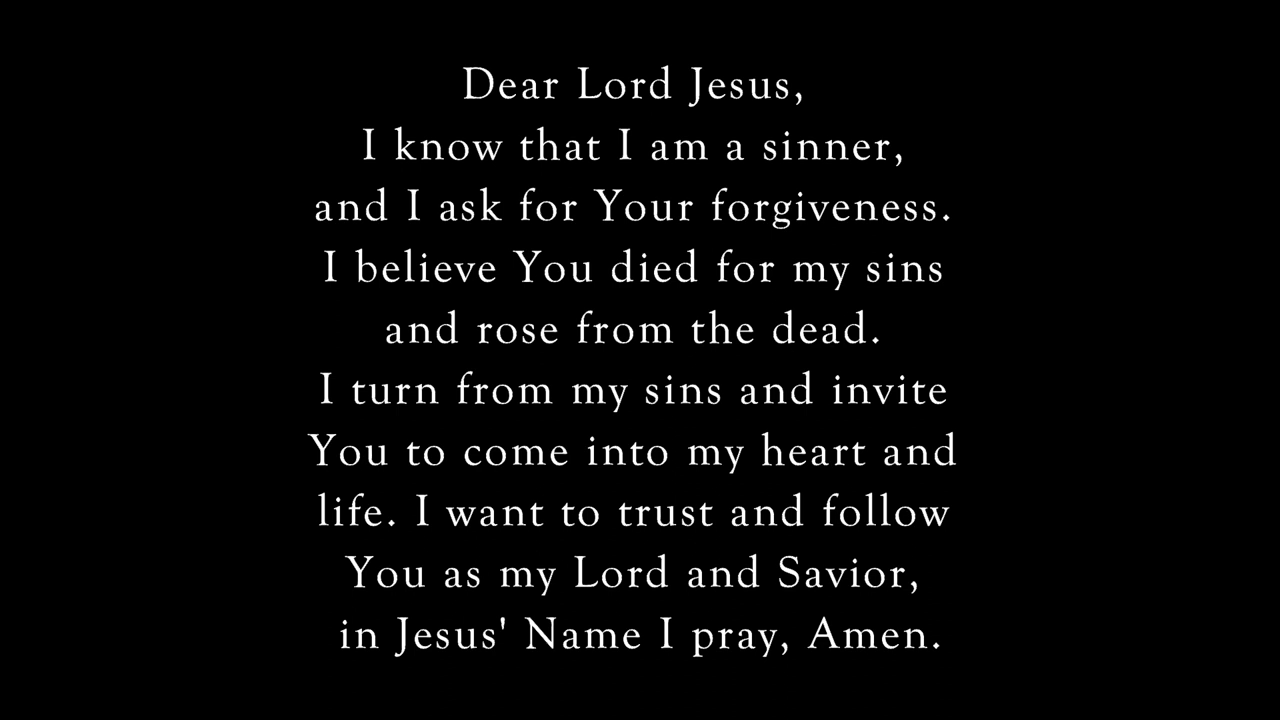 Dear Lord Jesus,
I know that I am a sinner,
and I ask for Your forgiveness.
I believe You died for my sins
and rose from the dead.
I turn from my sins and invite
You to come into my heart and
life. I want to trust and follow
You as my Lord and Savior,
in Jesus' Name I pray, Amen.